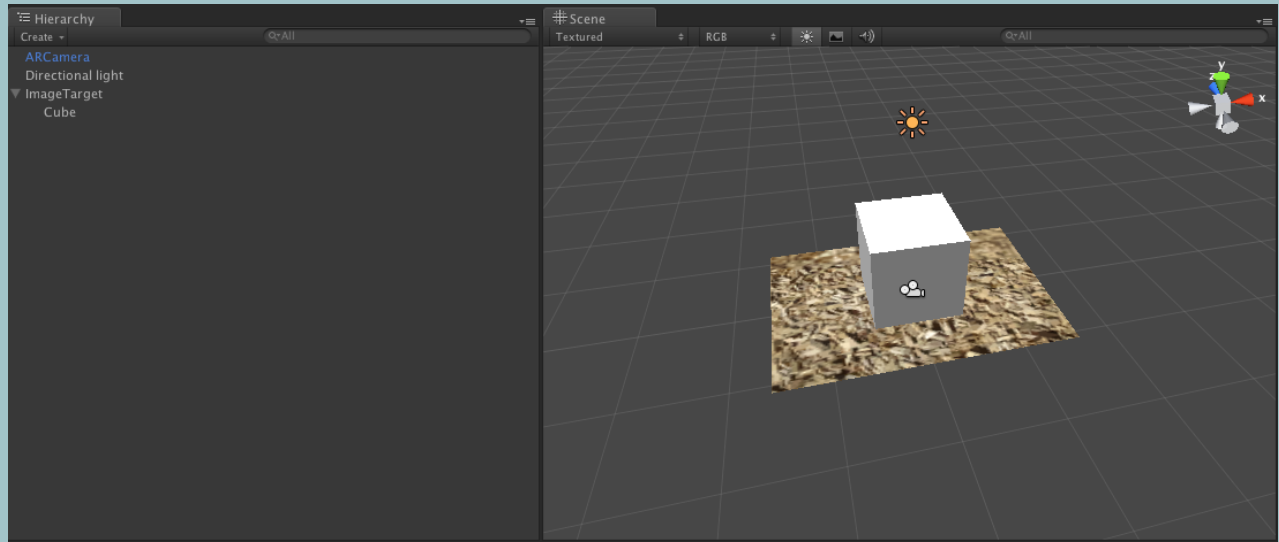 Hierarchy
Create
All
ARCamera
Directional light
ImageTarget
Cube
Scene
Textured
RGB
All
y
z
x